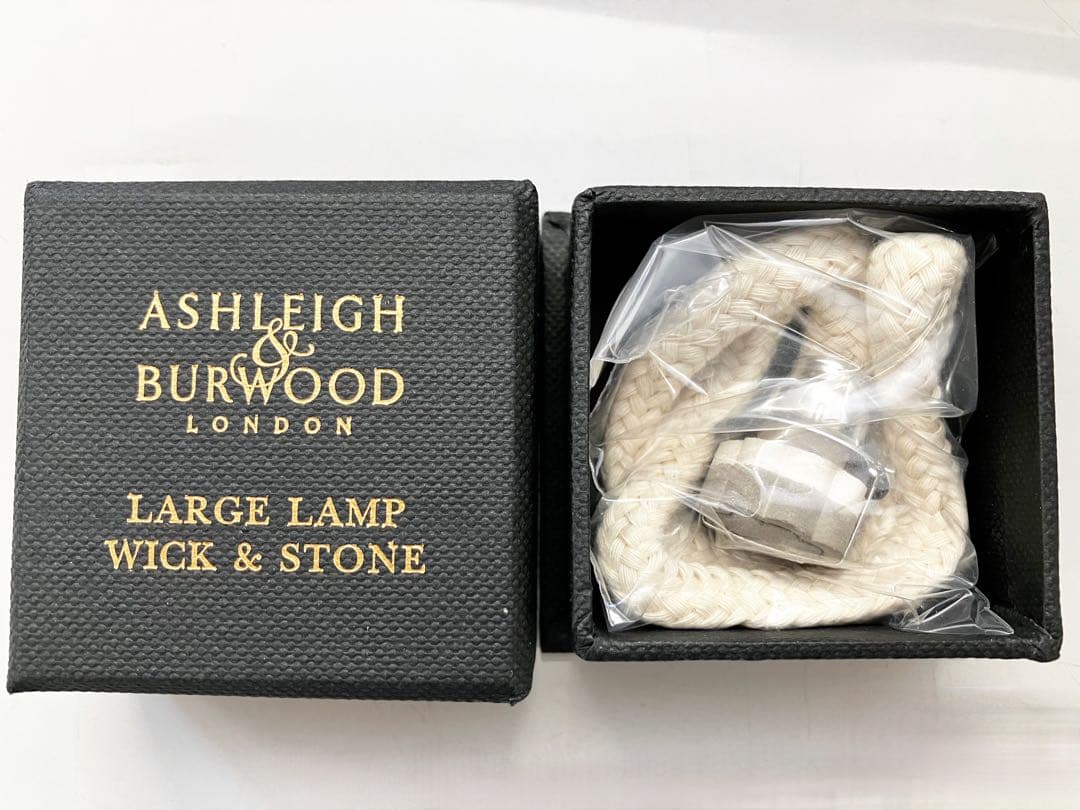 ASHLEIGH
&
BURWOOD
LONDON
LARGE LAMP
WICK & STONE